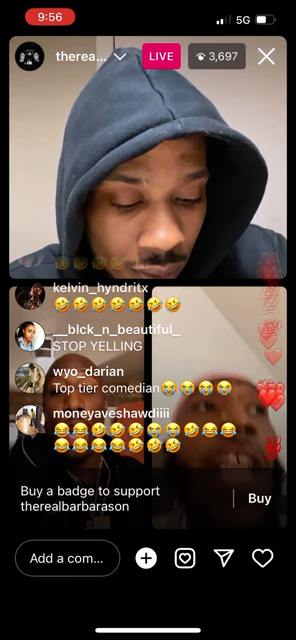 9:56
5G
therea...
LIVE
3,697
kelvin_hyndritx
🤣🤣🤣🤣🤣🤣🤣
__blck_n_beautiful_
STOP YELLING
wyo_darian
Top tier comedian😭😭😭😭
moneyaveshawdiiii
😂😂🤣🤣🤣😭😭🤣😂😂
😂😂😂😂🤣🤣🤣
Buy a badge to support
therealbarbarason
Buy
Add a com...